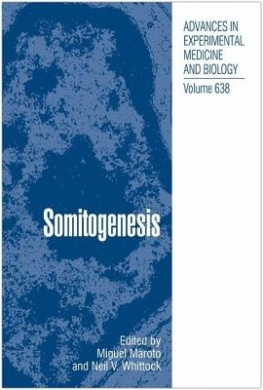 ADVANCES IN
EXPERIMENTAL
MEDICINE
AND BIOLOGY
Volume 638
Somitogenesis
Edited by
Miguel Maroto
and Neil V. Whittock